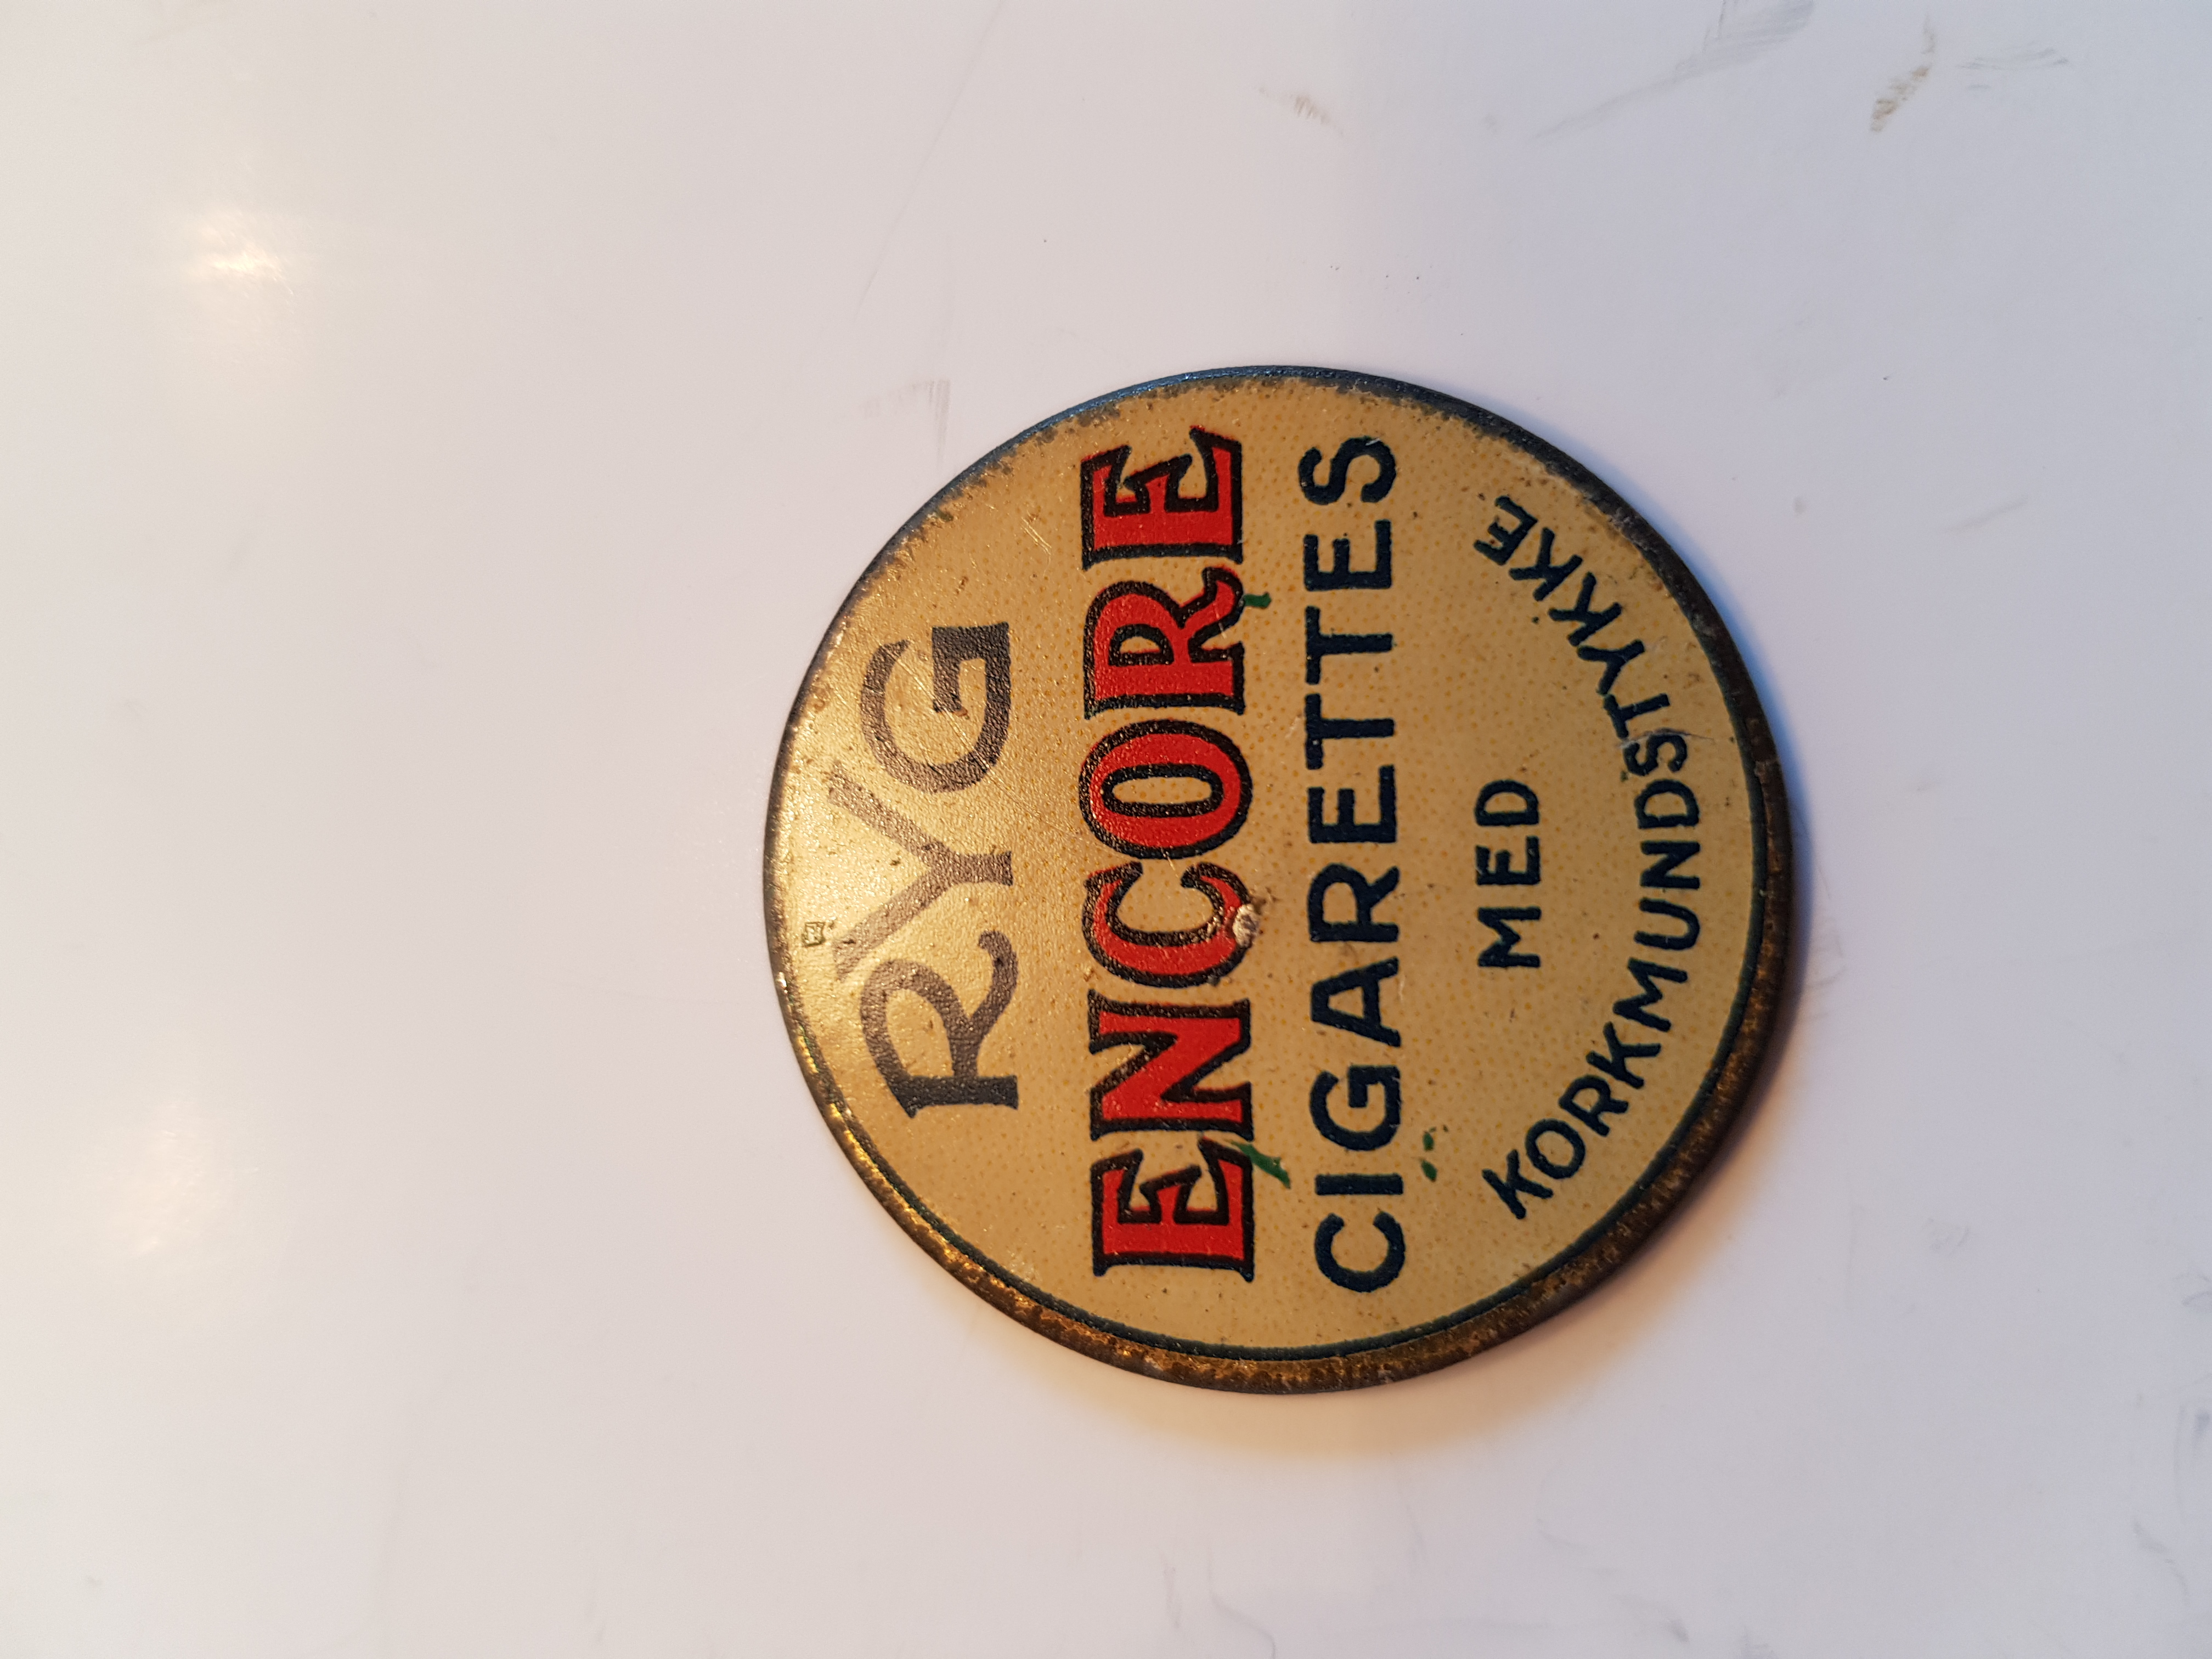 RYG
ENCORE
CIGARETTES
MED
KORKMUNDSTYKKE